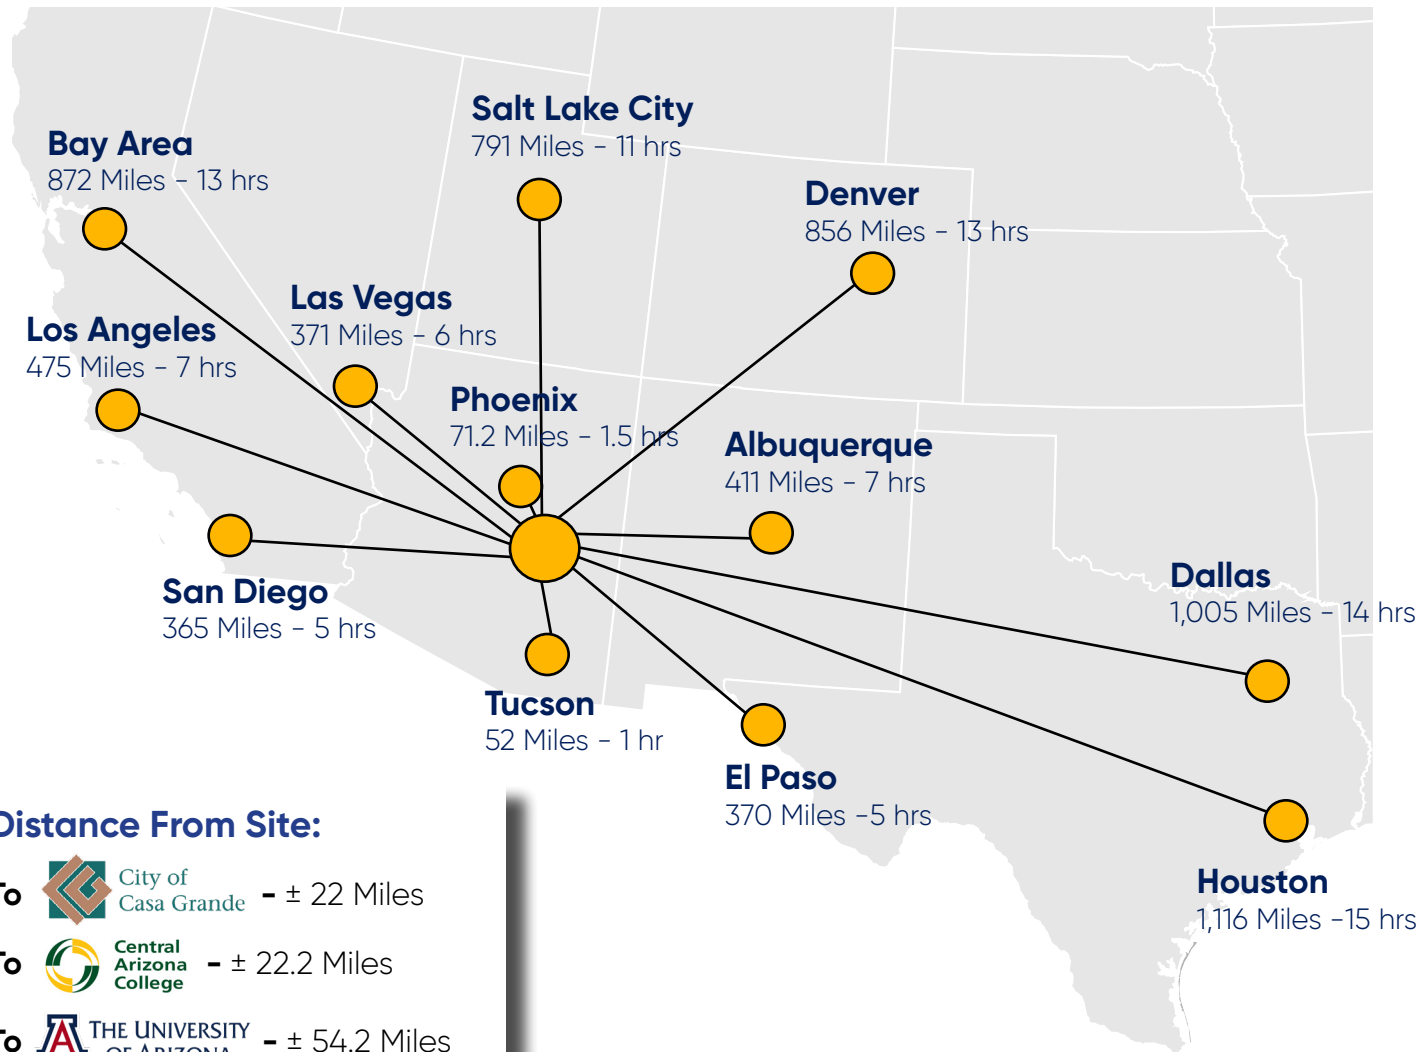 Salt Lake City
791 Miles - 11 hrs
Bay Area
872 Miles - 13 hrs
Denver
856 Miles - 13 hrs
Las Vegas
371 Miles - 6 hrs
Los Angeles
475 Miles - 7 hrs
Phoenix
71.2 Miles - 1.5 hrs
Albuquerque
411 Miles - 7 hrs
Dallas
1,005 Miles - 14 hrs
San Diego
365 Miles - 5 hrs
Tucson
52 Miles - 1 hr
El Paso
370 Miles -5 hrs
Houston
1,116 Miles -15 hrs
Distance From Site:
To City of Casa Grande - ± 22 Miles
To Central Arizona College - ± 22.2 Miles
To A THE UNIVERSITY OF ARIZONA - ± 54.2 Miles